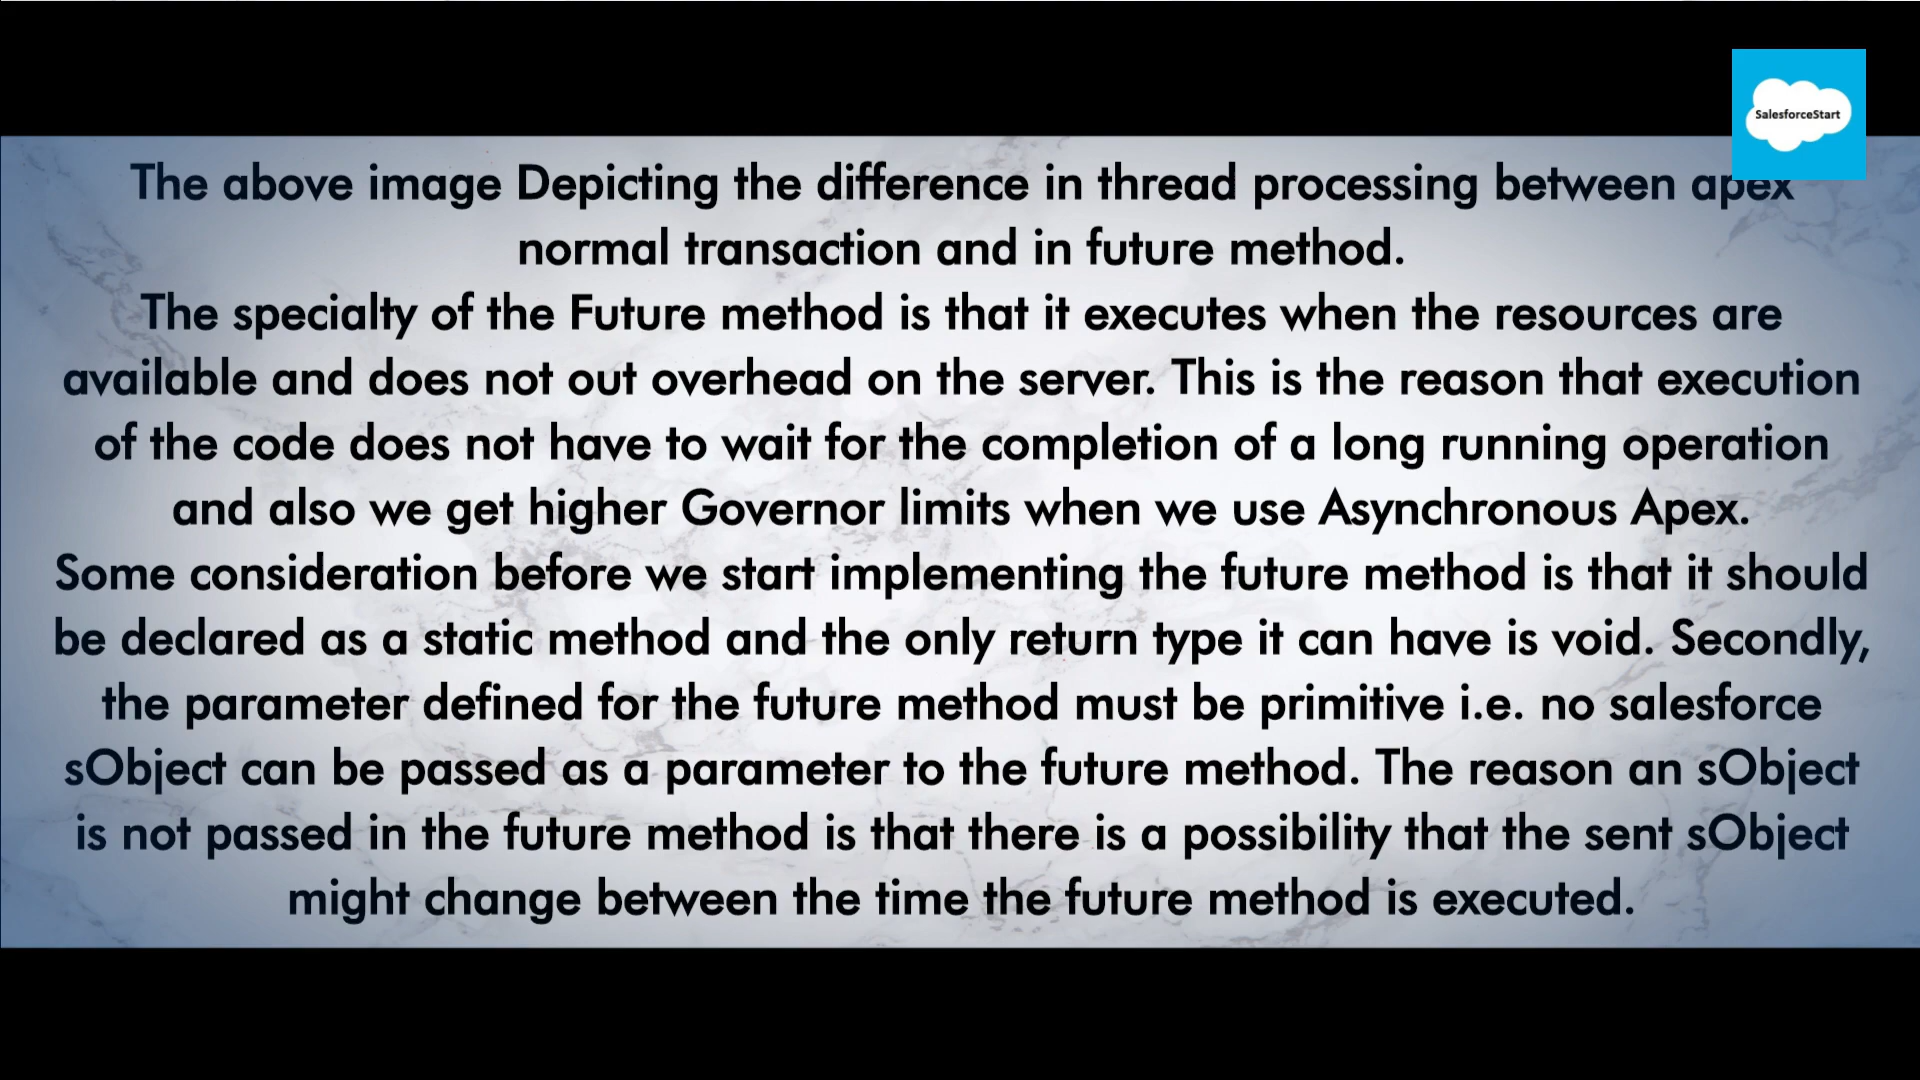 SalesforceStart
The above image Depicting the difference in thread processing between apex
normal transaction and in future method.
The specialty of the Future method is that it executes when the resources are
available and does not out overhead on the server. This is the reason that execution
of the code does not have to wait for the completion of a long running operation
and also we get higher Governor limits when we use Asynchronous Apex.
Some consideration before we start implementing the future method is that it should
be declared as a static method and the only return type it can have is void. Secondly,
the parameter defined for the future method must be primitive i.e. no salesforce
sObject can be passed as a parameter to the future method. The reason an sObject
is not passed in the future method is that there is a possibility that the sent sObject
might change between the time the future method is executed.